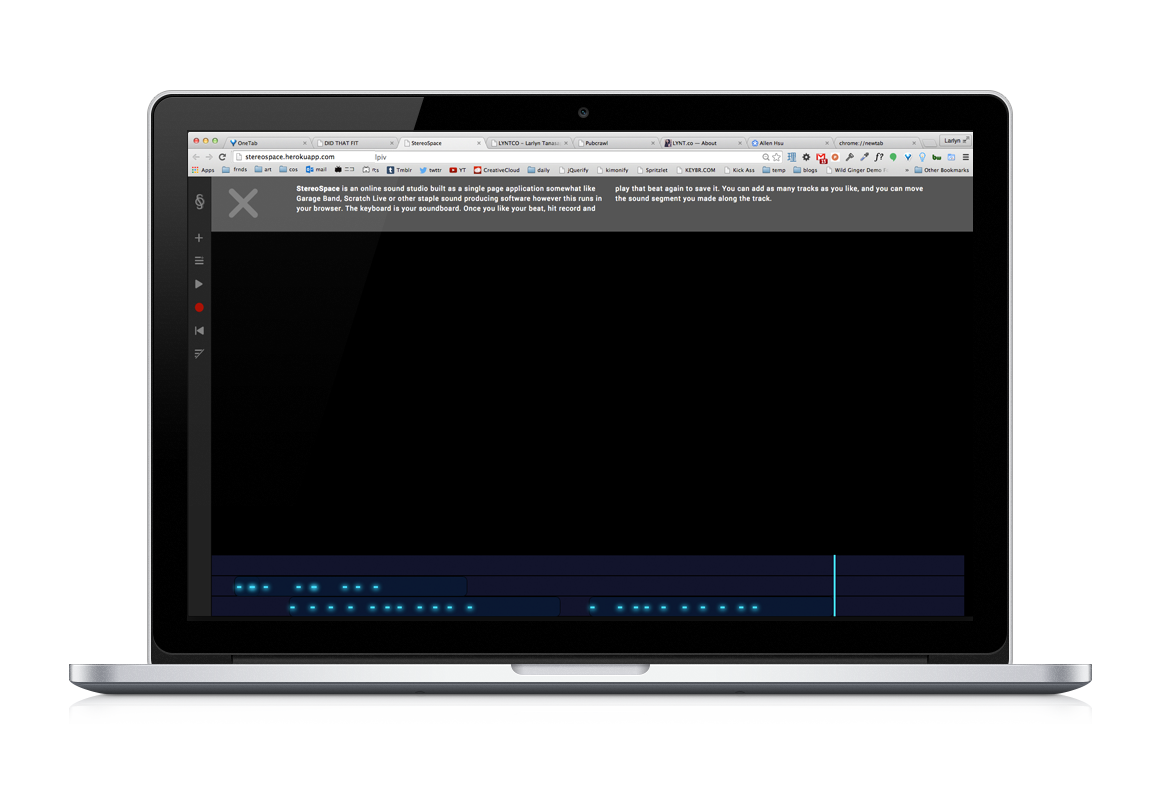 OneTab
DID THAT FIT
StereoSpace
LYNTCO – Larlyn Tanaua
Pubcrawl
LYNT.co — About
Allen Hsu
chrome://newtab
Larlyn
stereospace.herokuapp.com
lpiv
Apps
frnds
art
cos
mail
ニコ
fts
Tmblr
twttr
YT
CreativeCloud
daily
jQuerify
kimonify
Spritzlet
KEYBR.COM
Kick Ass
temp
blogs
Wild Ginger Demo
Other Bookmarks
StereoSpace is an online sound studio built as a single page application somewhat like
Garage Band, Scratch Live or other staple sound producing software however this runs in
your browser. The keyboard is your soundboard. Once you like your beat, hit record and
play that beat again to save it. You can add as many tracks as you like, and you can move
the sound segment you made along the track.